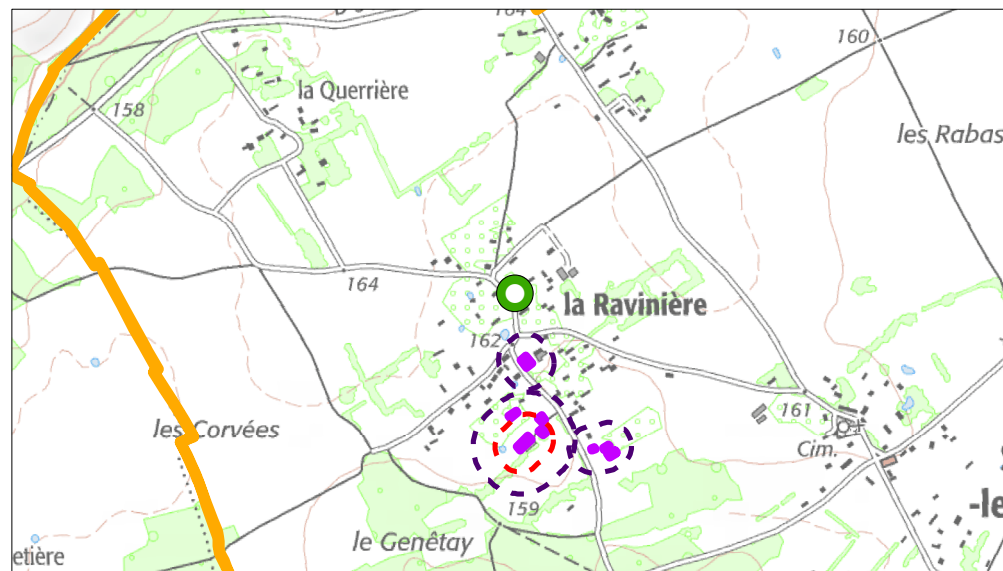 160
la Querrière
158
les Rabas
164
la Ravinière
162
161
les Corvées
Cim.
159
-le
le Genêtay
etière